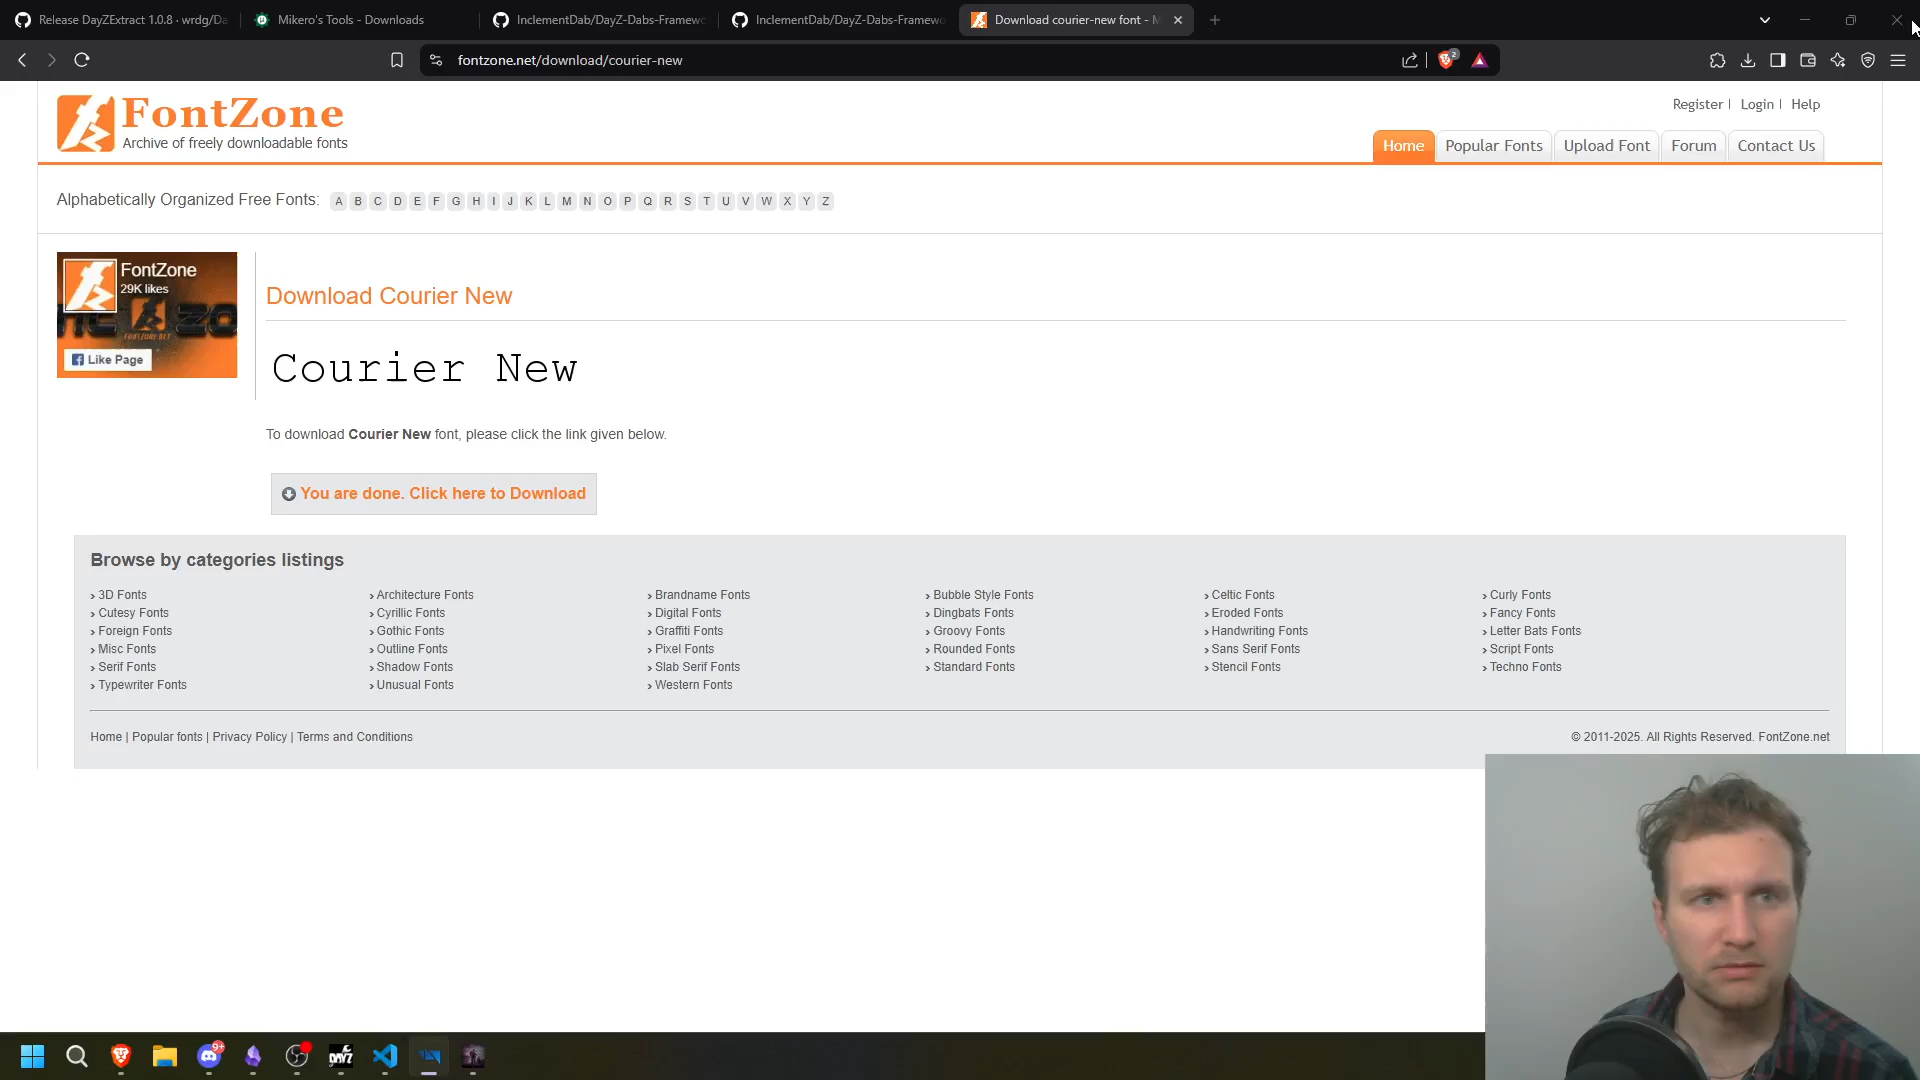 Release DayZExtract 1.0.8 · wrdg/Da
Mikero's Tools - Downloads
InclementDab/DayZ-Dabs-Framewo
InclementDab/DayZ-Dabs-Framewo
Download courier-new font - M
fontzone.net/download/courier-new
2
FontZone
Archive of freely downloadable fonts
Register | Login | Help
Home
Popular Fonts
Upload Font
Forum
Contact Us
Alphabetically Organized Free Fonts: A B C D E F G H I J K L M N O P Q R S T U V W X Y Z
FontZone
29K likes
FONTZONE.NET
Like Page
Download Courier New
Courier New
To download Courier New font, please click the link given below.
You are done. Click here to Download
Browse by categories listings
› 3D Fonts › Architecture Fonts › Brandname Fonts › Bubble Style Fonts › Celtic Fonts › Curly Fonts
› Cutesy Fonts › Cyrillic Fonts › Digital Fonts › Dingbats Fonts › Eroded Fonts › Fancy Fonts
› Foreign Fonts › Gothic Fonts › Graffiti Fonts › Groovy Fonts › Handwriting Fonts › Letter Bats Fonts
› Misc Fonts › Outline Fonts › Pixel Fonts › Rounded Fonts › Sans Serif Fonts › Script Fonts
› Serif Fonts › Shadow Fonts › Slab Serif Fonts › Standard Fonts › Stencil Fonts › Techno Fonts
› Typewriter Fonts › Unusual Fonts › Western Fonts
Home | Popular fonts | Privacy Policy | Terms and Conditions
© 2011-2025. All Rights Reserved. FontZone.net
9+
DAYZ